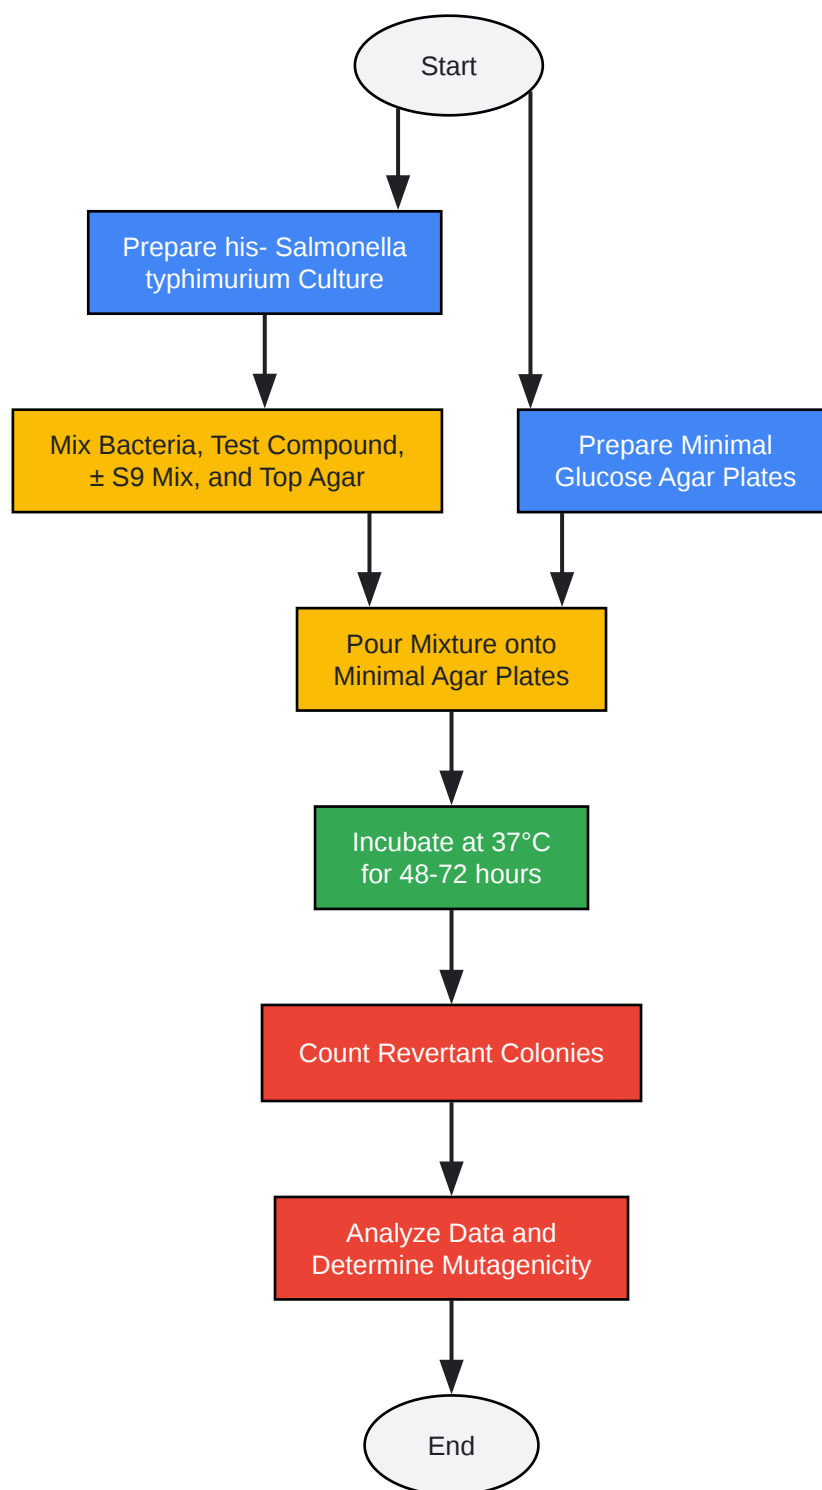 Start
Prepare his- Salmonella
typhimurium Culture
Mix Bacteria, Test Compound,
± S9 Mix, and Top Agar
Prepare Minimal
Glucose Agar Plates
Pour Mixture onto
Minimal Agar Plates
Incubate at 37°C
for 48-72 hours
Count Revertant Colonies
Analyze Data and
Determine Mutagenicity
End